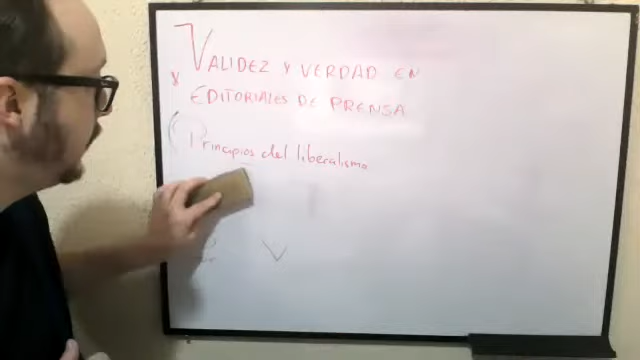 VALIDEZ Y VERDAD EN
EDITORIALES DE PRENSA
Principios del liberalismo
V